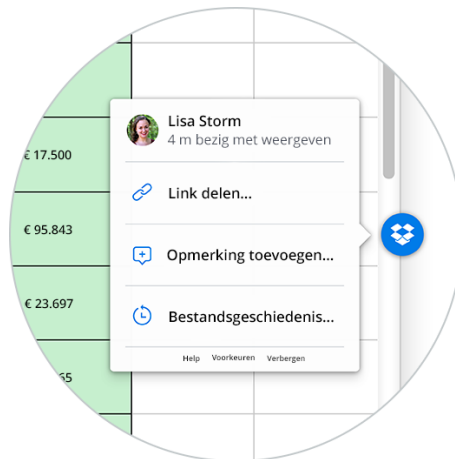 Lisa Storm
4 m bezig met weergeven
€ 17.500
Link delen...
€ 95.843
Opmerking toevoegen...
€ 23.697
Bestandsgeschiedenis...
Help Voorkeuren Verbergen